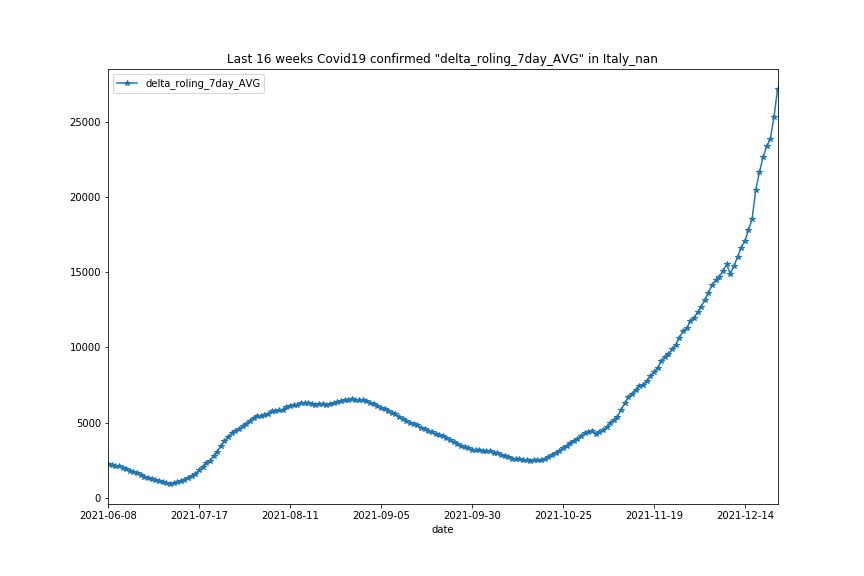 Last 16 weeks Covid19 confirmed "delta_roling_7day_AVG" in Italy_nan
delta_roling_7day_AVG
25000
20000
15000
10000
5000
0
2021-06-08 2021-07-17 2021-08-11 2021-09-05 2021-09-30 2021-10-25 2021-11-19 2021-12-14
date